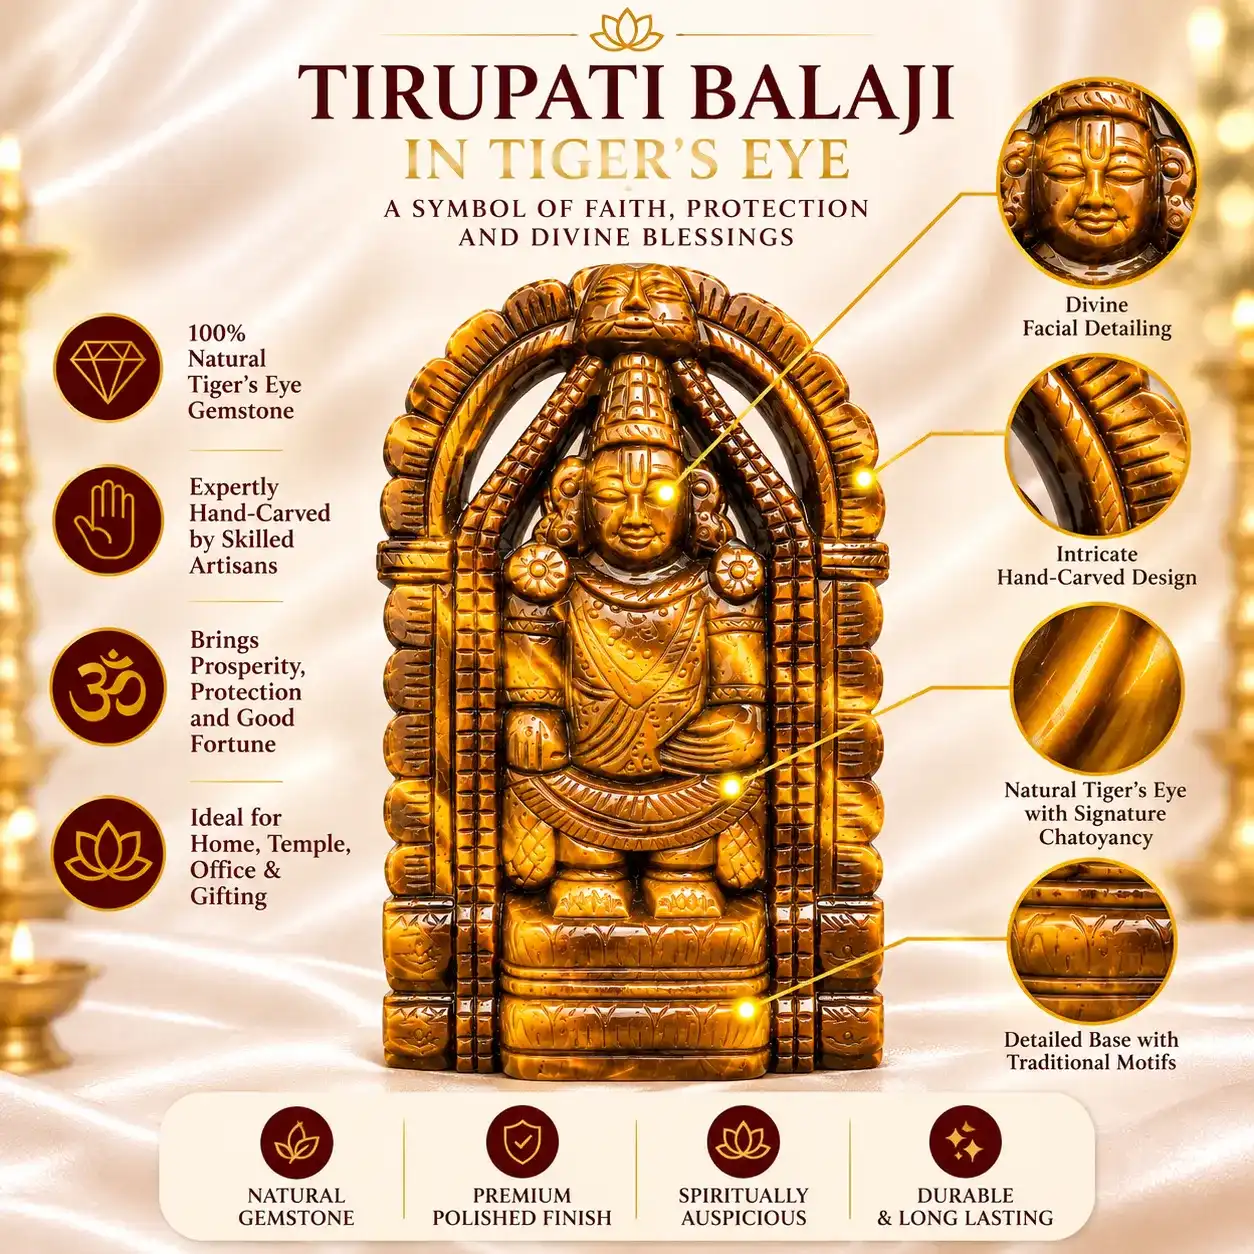 TIRUPATI BALAJI
IN TIGER'S EYE
A SYMBOL OF FAITH, PROTECTION
AND DIVINE BLESSINGS
100%
Natural
Tiger's Eye
Gemstone
Expertly
Hand-Carved
by Skilled
Artisans
ॐ
Brings
Prosperity,
Protection
and Good
Fortune
Ideal for
Home, Temple,
Office &
Gifting
Divine
Facial Detailing
Intricate
Hand-Carved Design
Natural Tiger's Eye
with Signature
Chatoyancy
Detailed Base with
Traditional Motifs
NATURAL
GEMSTONE
PREMIUM
POLISHED FINISH
SPIRITUALLY
AUSPICIOUS
DURABLE
& LONG LASTING